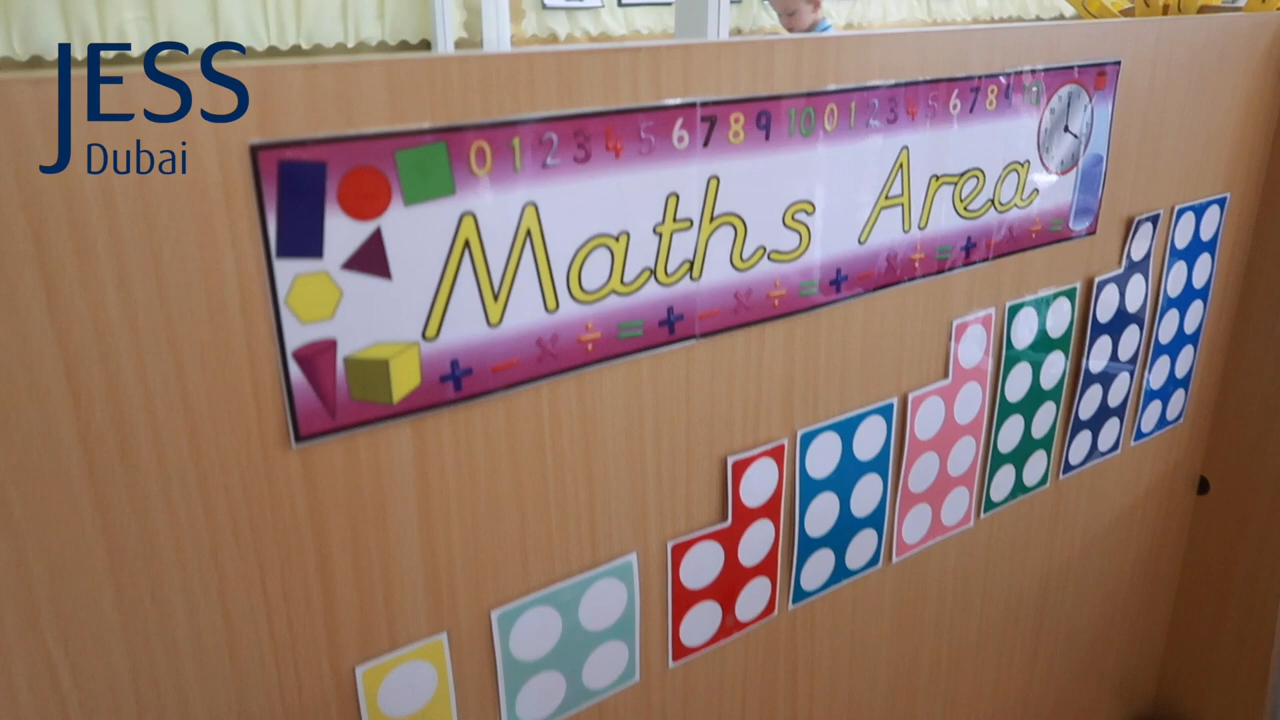 JESS
Dubai
0 1 2 3 4 5 6 7 8 9 10 0 1 2 3 4 5 6 7 8 9 10
Maths Area
+ − × ÷ = + − × ÷ = + − × ÷ = + − × ÷ =